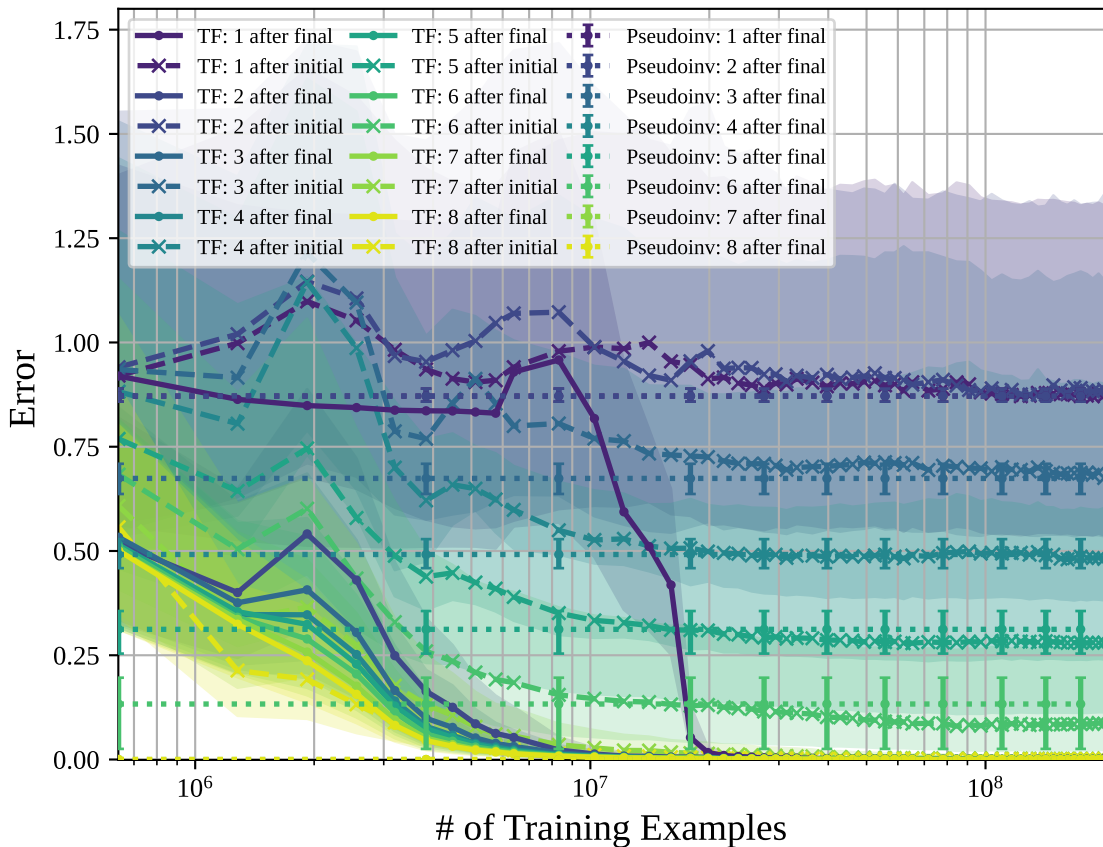 1.75
1.50
1.25
1.00
0.75
0.50
0.25
0.00
Error
TF: 1 after final
TF: 1 after initial
TF: 2 after final
TF: 2 after initial
TF: 3 after final
TF: 3 after initial
TF: 4 after final
TF: 4 after initial
TF: 5 after final
TF: 5 after initial
TF: 6 after final
TF: 6 after initial
TF: 7 after final
TF: 7 after initial
TF: 8 after final
TF: 8 after initial
Pseudoinv: 1 after final
Pseudoinv: 2 after final
Pseudoinv: 3 after final
Pseudoinv: 4 after final
Pseudoinv: 5 after final
Pseudoinv: 6 after final
Pseudoinv: 7 after final
Pseudoinv: 8 after final
10⁶ 10⁷ 10⁸
# of Training Examples